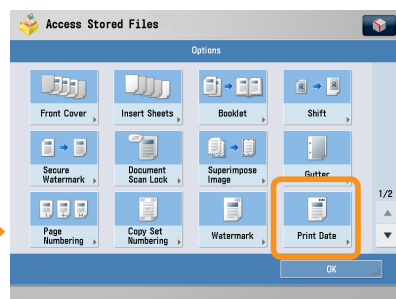 Access Stored Files
Options
Front Cover
Insert Sheets
Booklet
Shift
Secure
Watermark
Document
Scan Lock
Superimpose
Image
Gutter
1/2
Page
Numbering
Copy Set
Numbering
Watermark
Print Date
OK